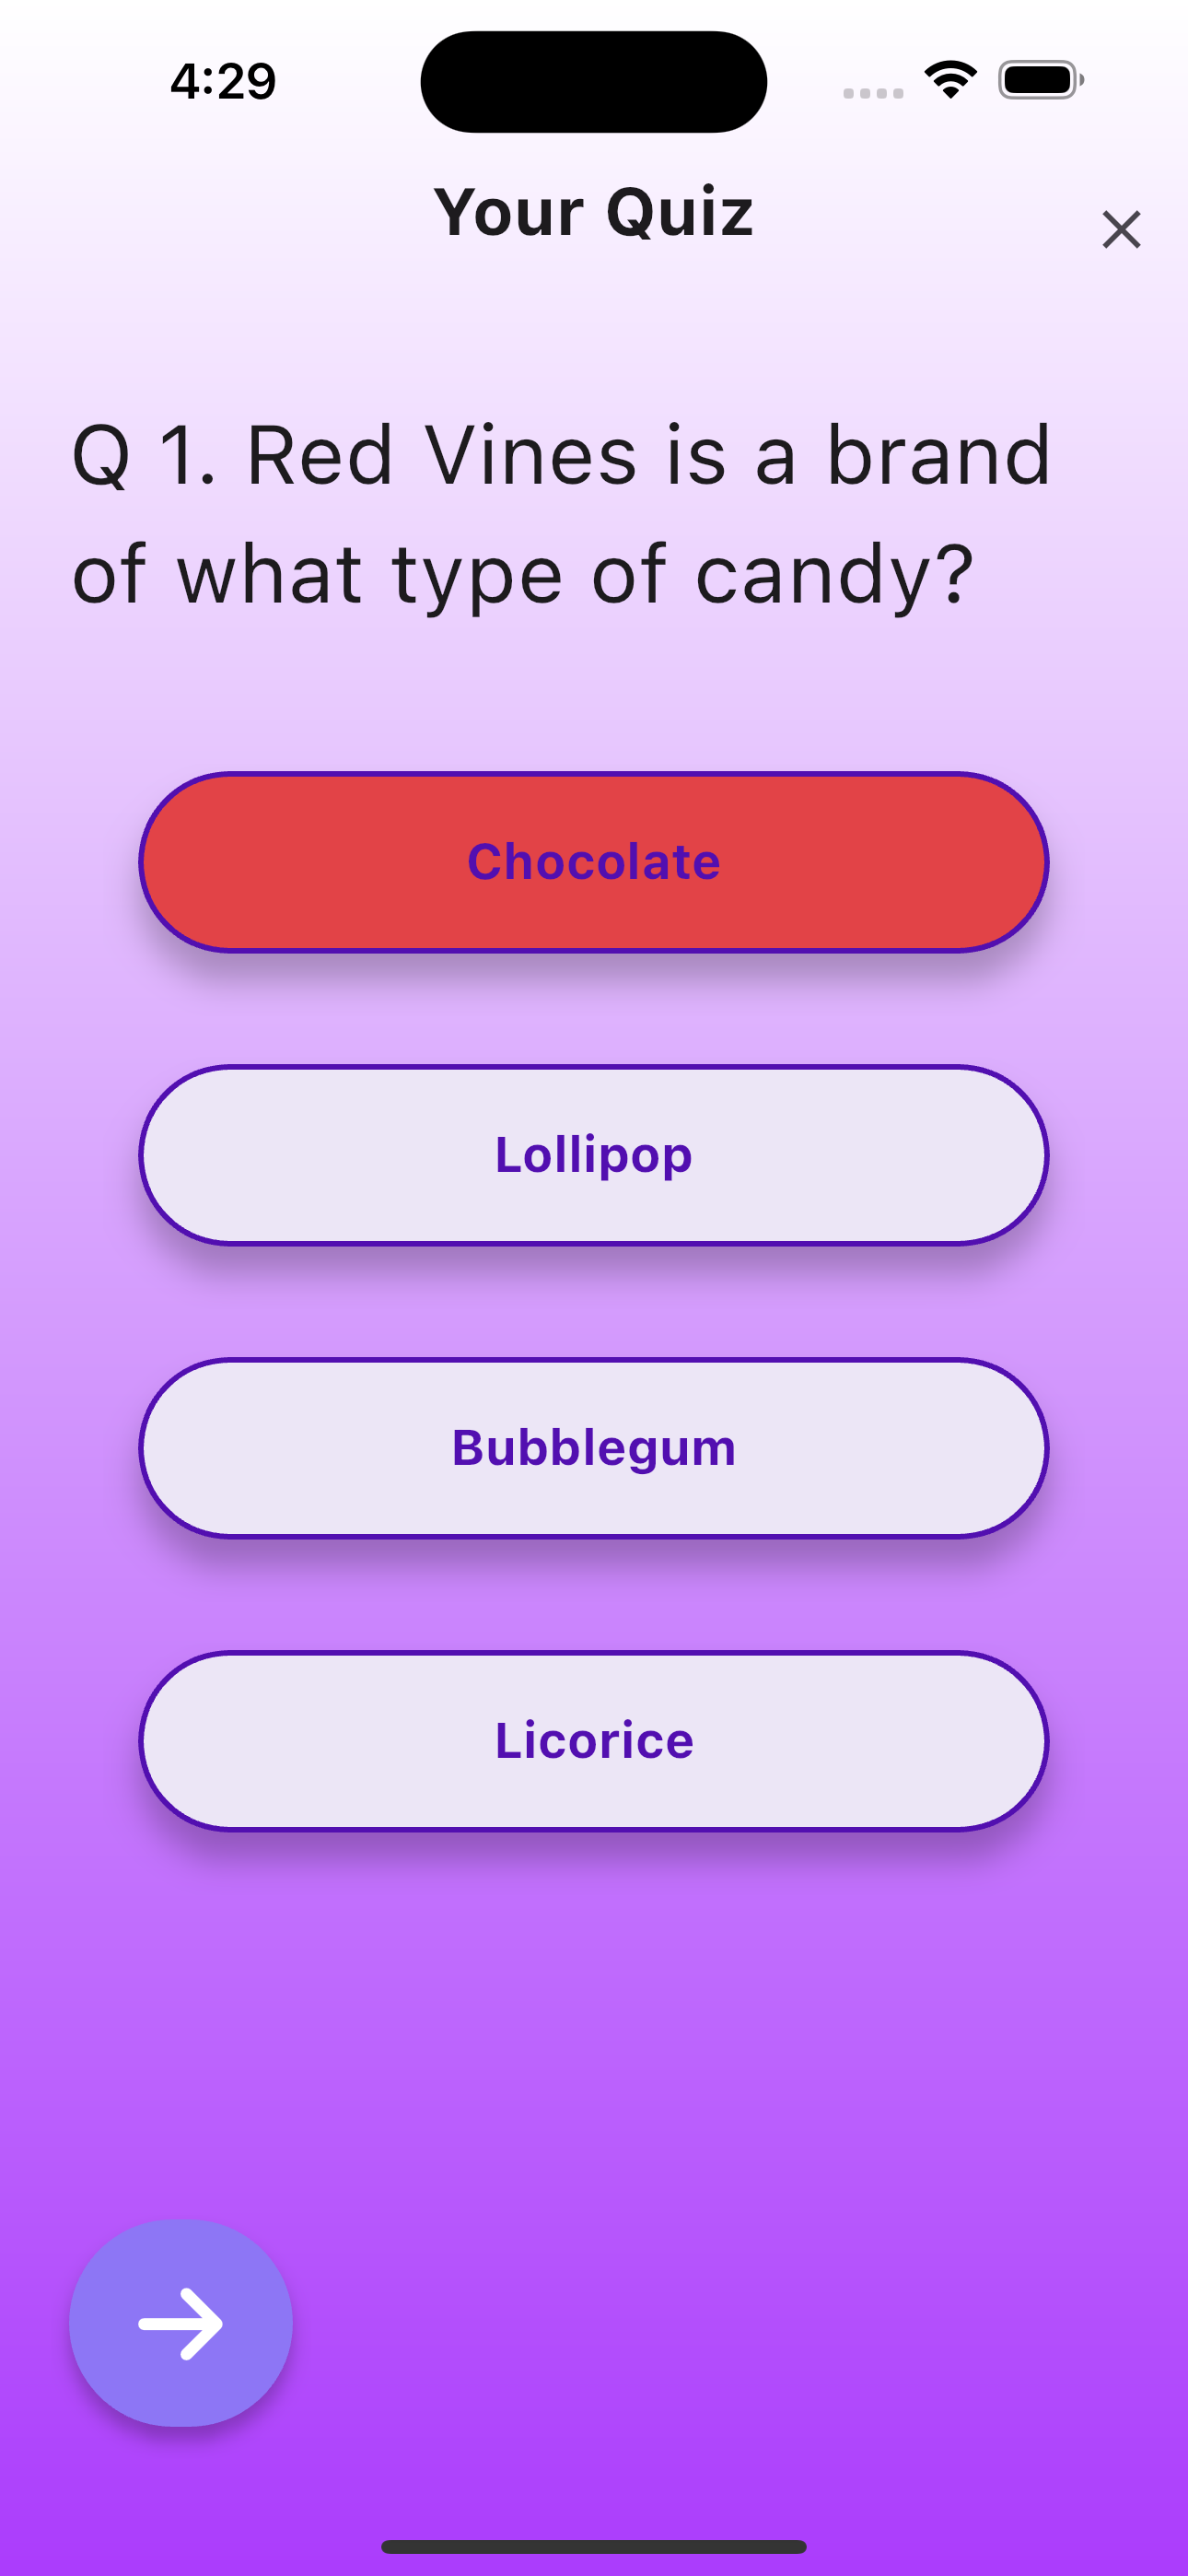 4:29
Your Quiz
Q 1. Red Vines is a brand
of what type of candy?
Chocolate
Lollipop
Bubblegum
Licorice